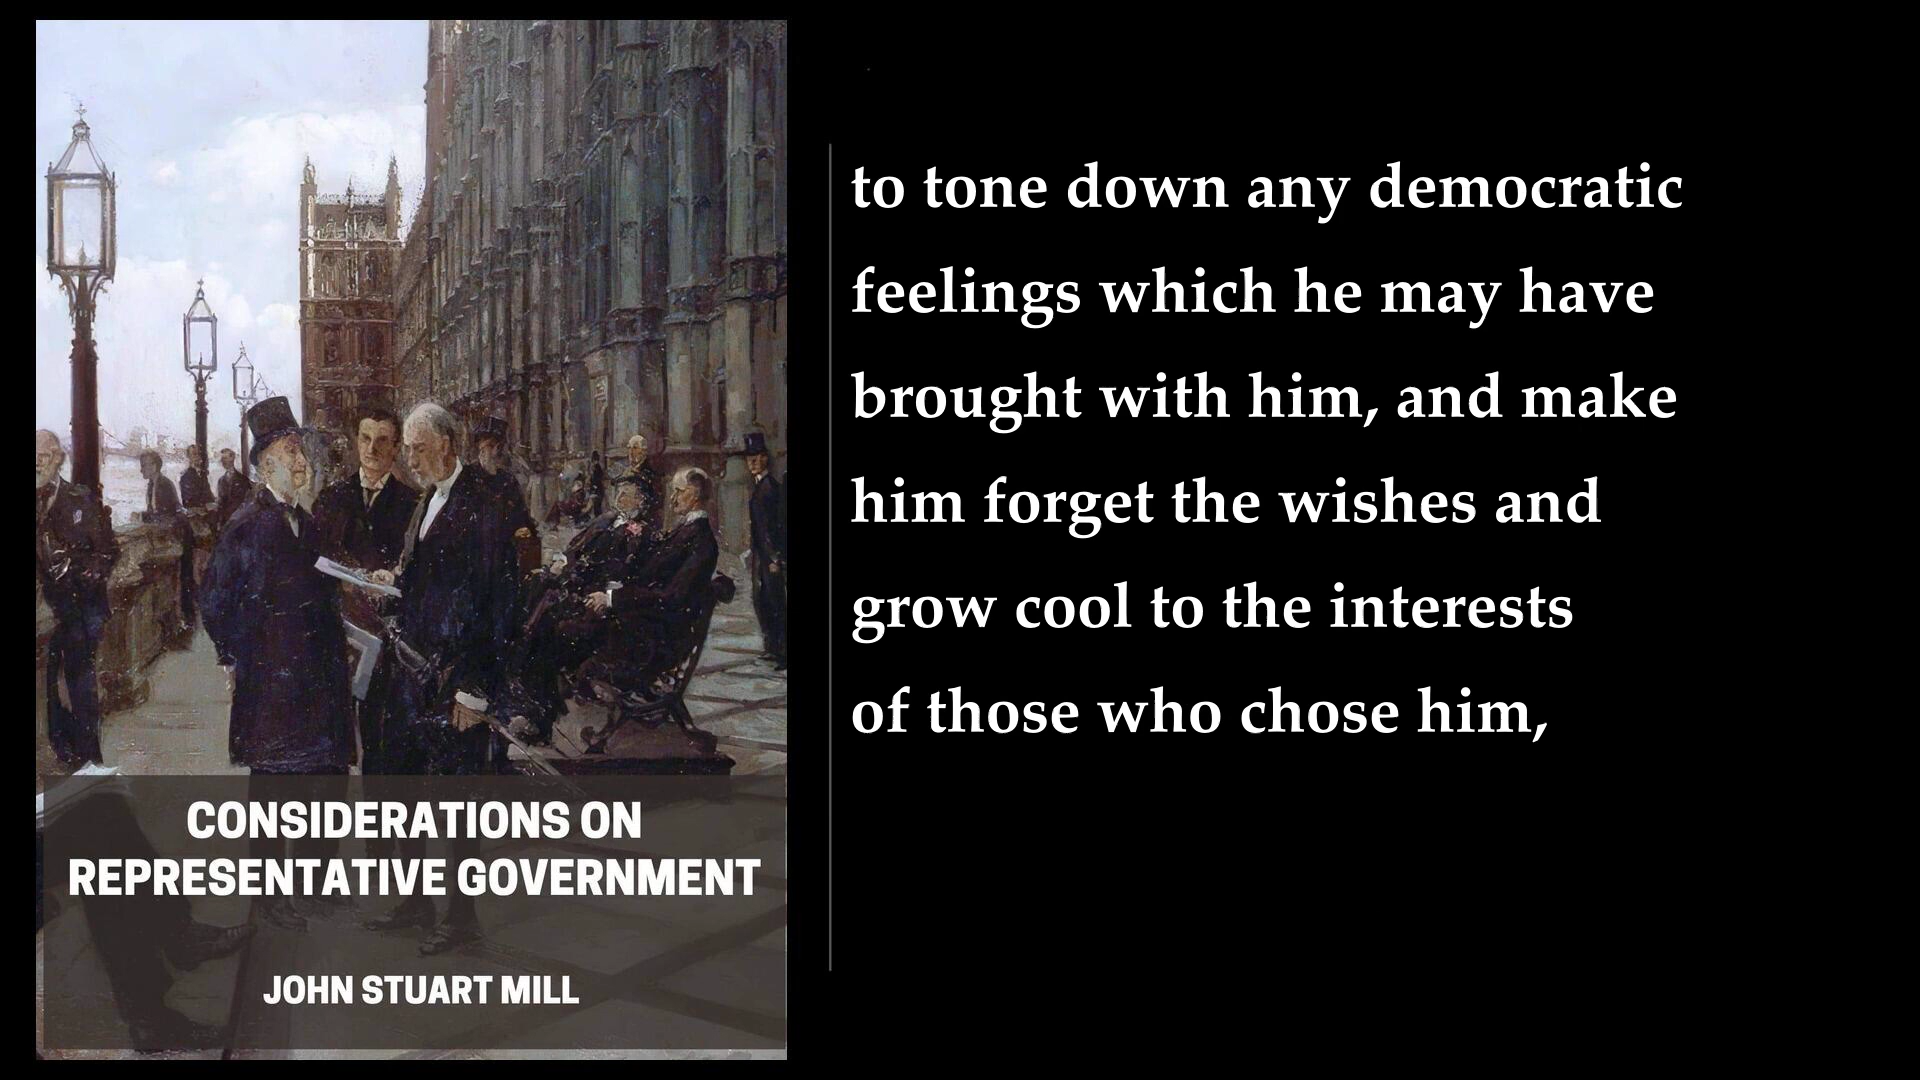 CONSIDERATIONS ON
REPRESENTATIVE GOVERNMENT
JOHN STUART MILL
to tone down any democratic
feelings which he may have
brought with him, and make
him forget the wishes and
grow cool to the interests
of those who chose him,